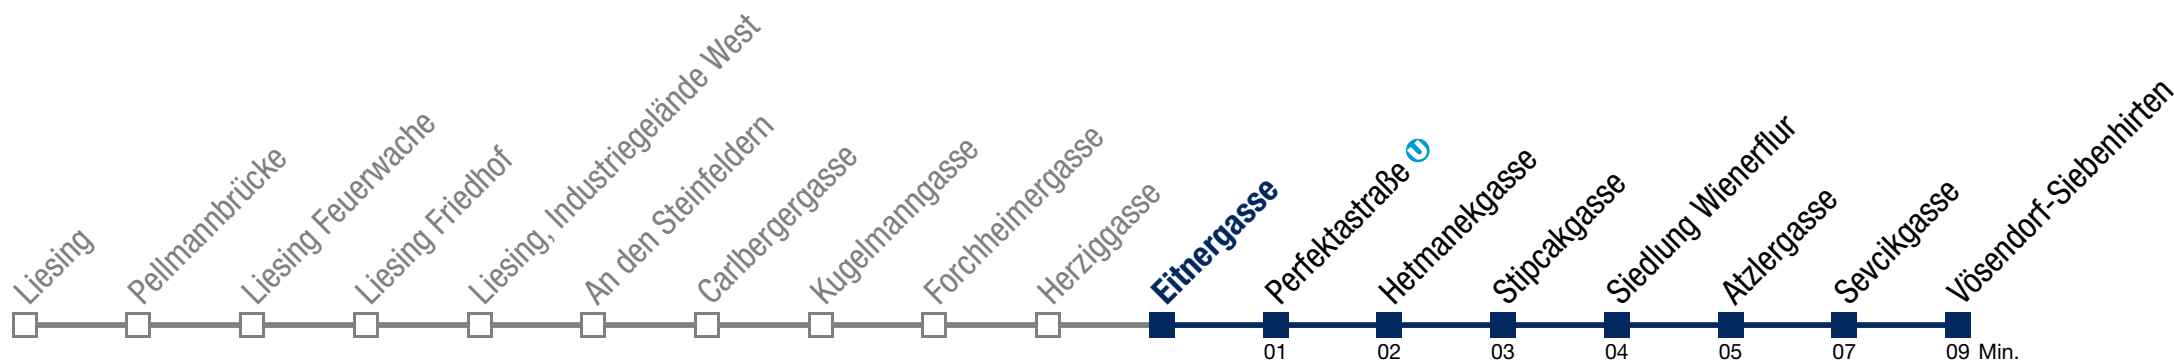 Liesing
Pellmannbrücke
Liesing Feuerwache
Liesing Friedhof
Liesing, Industriegelände West
An den Steinfeldern
Carlbergergasse
Kugelmanngasse
Forchheimergasse
Herziggasse
Eitnergasse
Perfektastraße U
Hetmanekgasse
Stipcakgasse
Siedlung Wienerflur
Atzlergasse
Sevcikgasse
Vösendorf-Siebenhirten
01 02 03 04 05 07 09 Min.